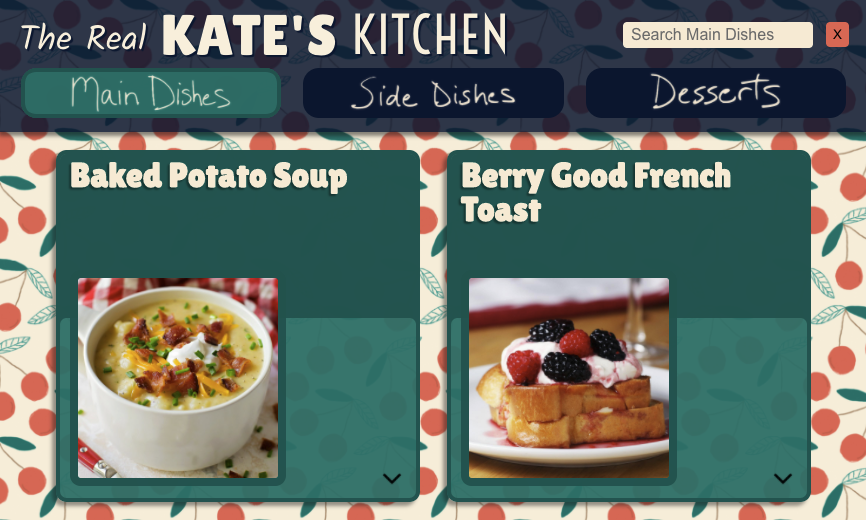 The Real KATE'S KITCHEN
Search Main Dishes X
Main Dishes Side Dishes Desserts
Baked Potato Soup
Berry Good French
Toast